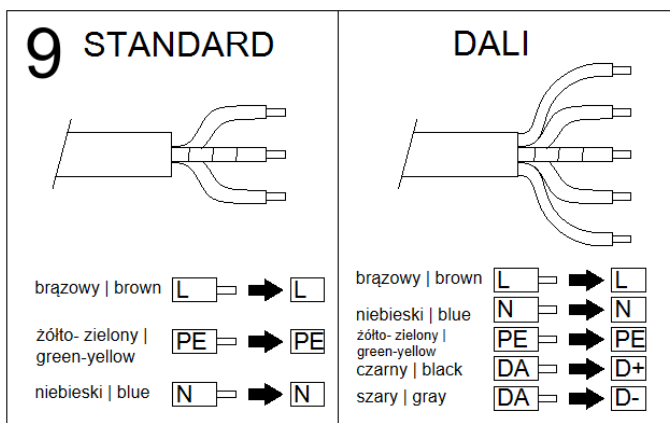 9 STANDARD
brązowy | brown L L
żółto- zielony |
green-yellow PE PE
niebieski | blue N N
DALI
brązowy | brown L L
niebieski | blue N N
żółto- zielony |
green-yellow PE PE
czarny | black DA D+
szary | gray DA D-